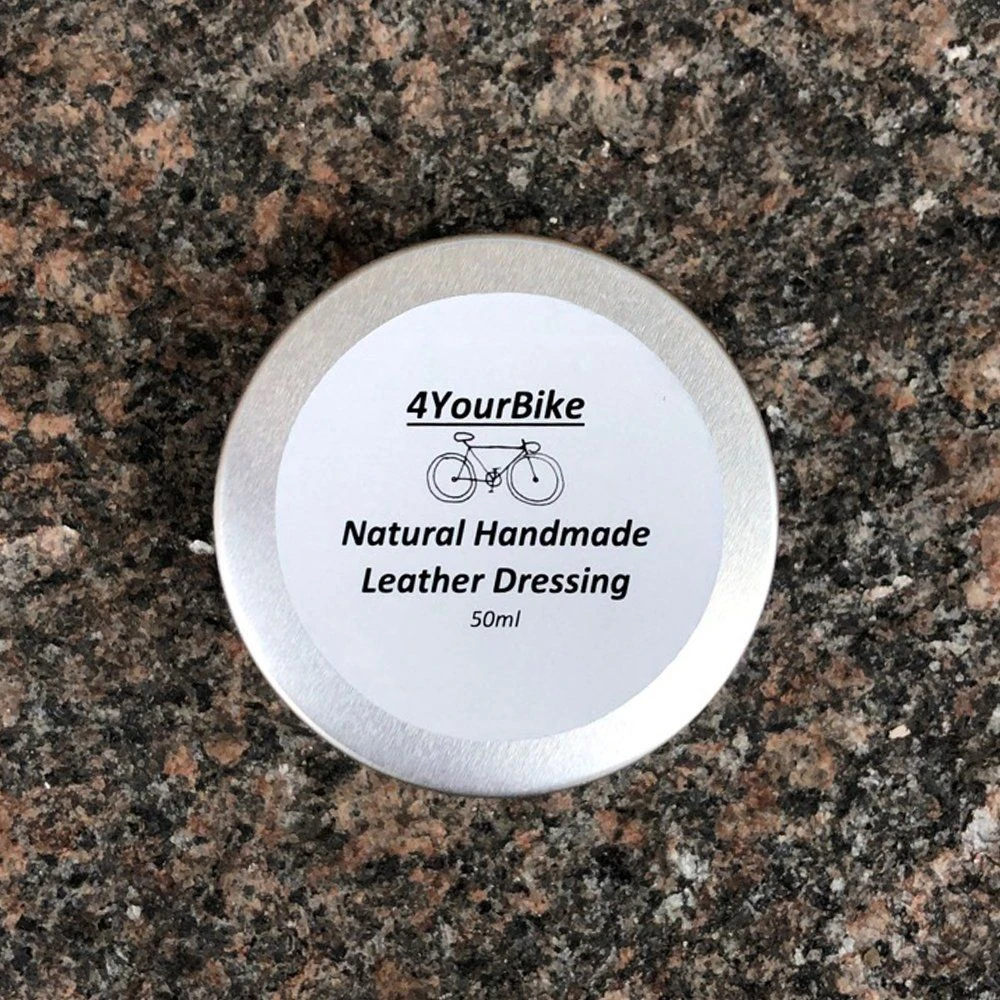 4YourBike
Natural Handmade
Leather Dressing
50ml